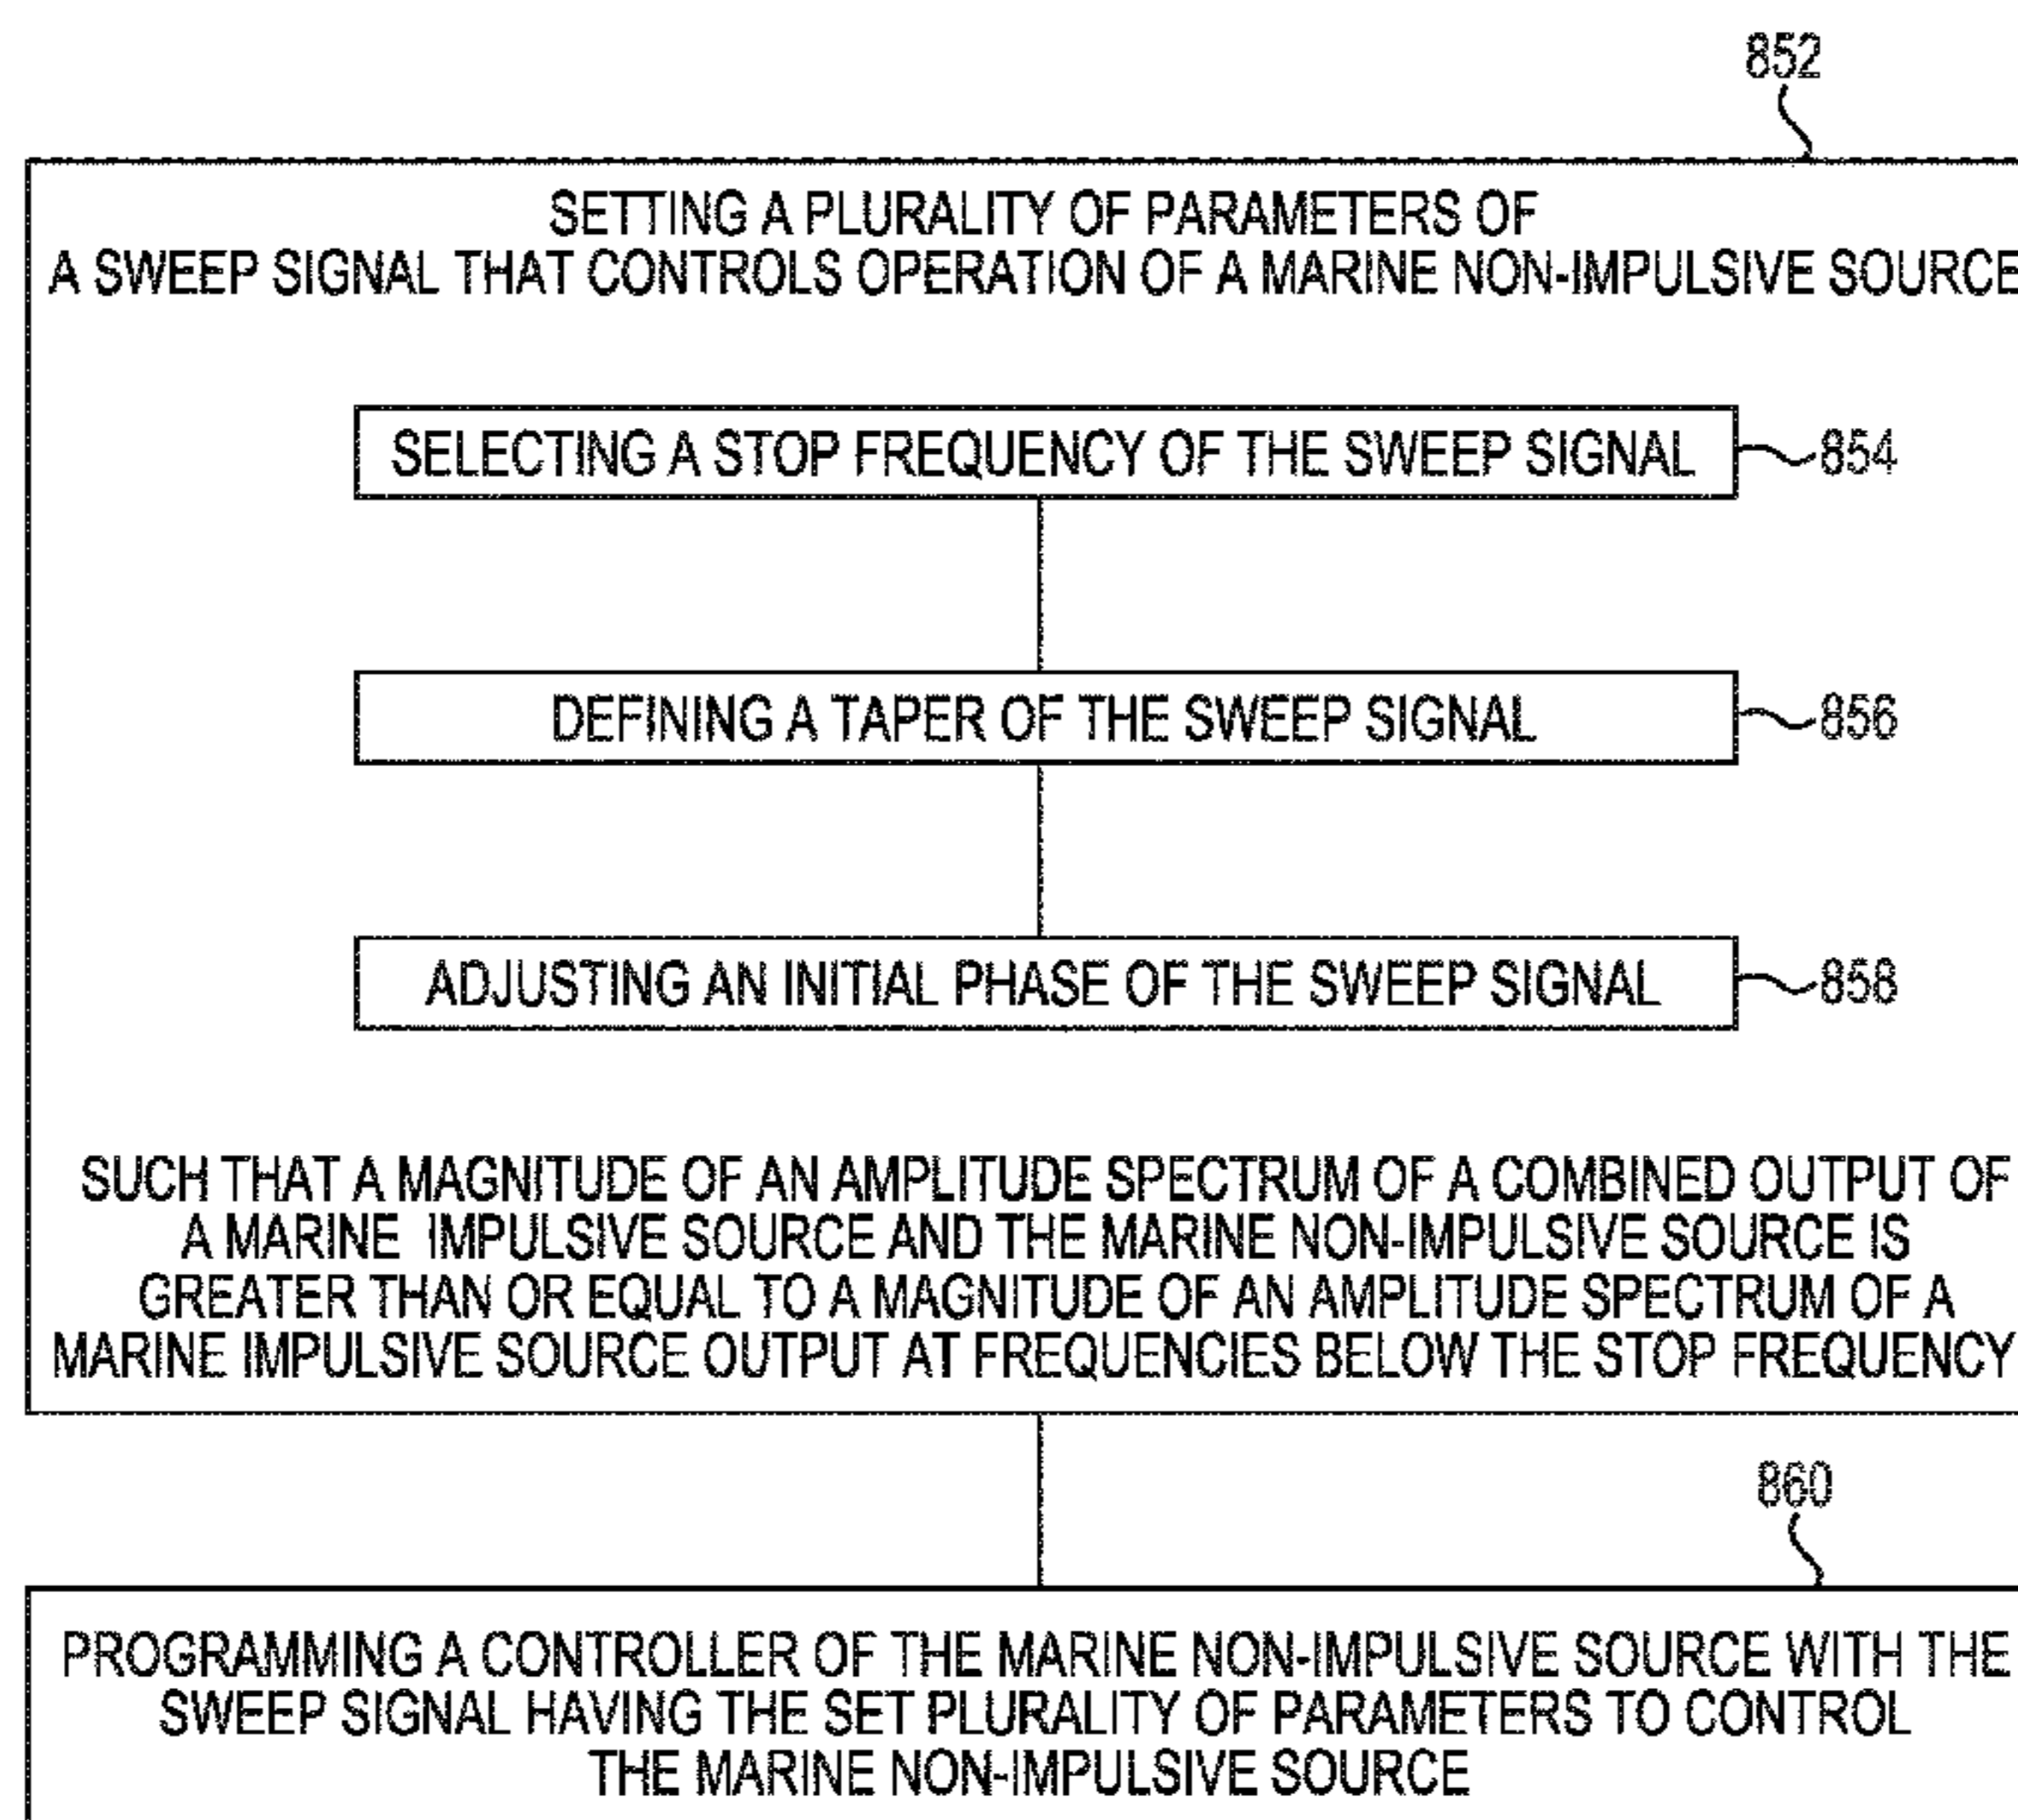 852
SETTING A PLURALITY OF PARAMETERS OF
A SWEEP SIGNAL THAT CONTROLS OPERATION OF A MARINE NON-IMPULSIVE SOURCE
SELECTING A STOP FREQUENCY OF THE SWEEP SIGNAL
854
DEFINING A TAPER OF THE SWEEP SIGNAL
856
ADJUSTING AN INITIAL PHASE OF THE SWEEP SIGNAL
858
SUCH THAT A MAGNITUDE OF AN AMPLITUDE SPECTRUM OF A COMBINED OUTPUT OF
A MARINE IMPULSIVE SOURCE AND THE MARINE NON-IMPULSIVE SOURCE IS
GREATER THAN OR EQUAL TO A MAGNITUDE OF AN AMPLITUDE SPECTRUM OF A
MARINE IMPULSIVE SOURCE OUTPUT AT FREQUENCIES BELOW THE STOP FREQUENCY
860
PROGRAMMING A CONTROLLER OF THE MARINE NON-IMPULSIVE SOURCE WITH THE
SWEEP SIGNAL HAVING THE SET PLURALITY OF PARAMETERS TO CONTROL
THE MARINE NON-IMPULSIVE SOURCE